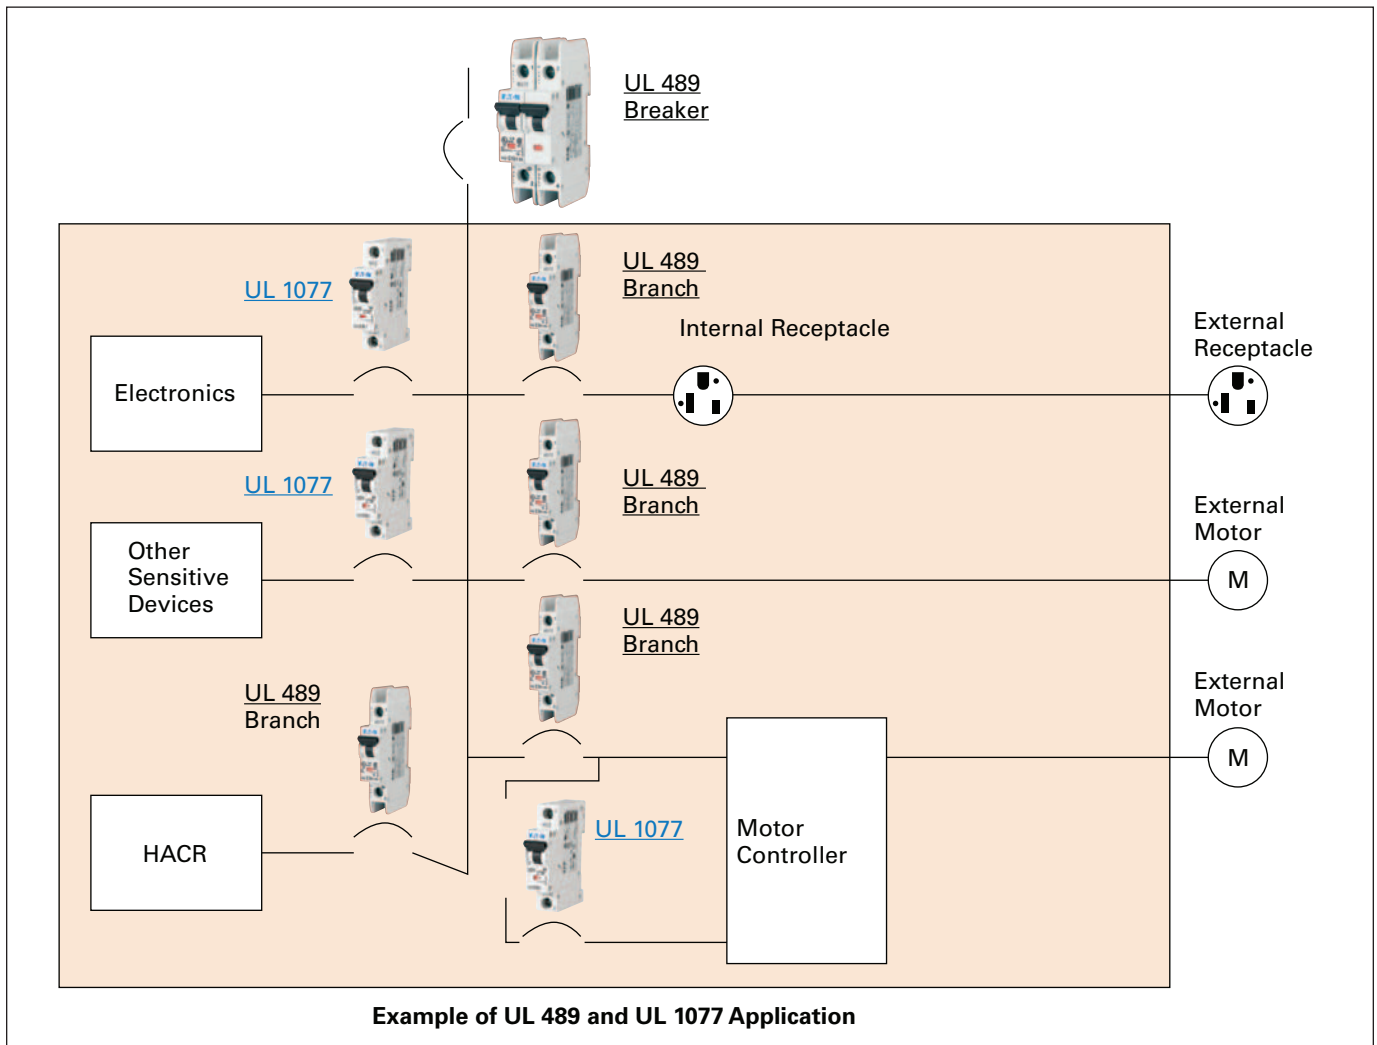 UL 489
Breaker
UL 1077
UL 489
Branch
Internal Receptacle
External
Receptacle
Electronics
UL 1077
UL 489
Branch
External
Motor
M
Other
Sensitive
Devices
UL 489
Branch
UL 489
Branch
External
Motor
M
HACR
UL 1077
Motor
Controller
Example of UL 489 and UL 1077 Application